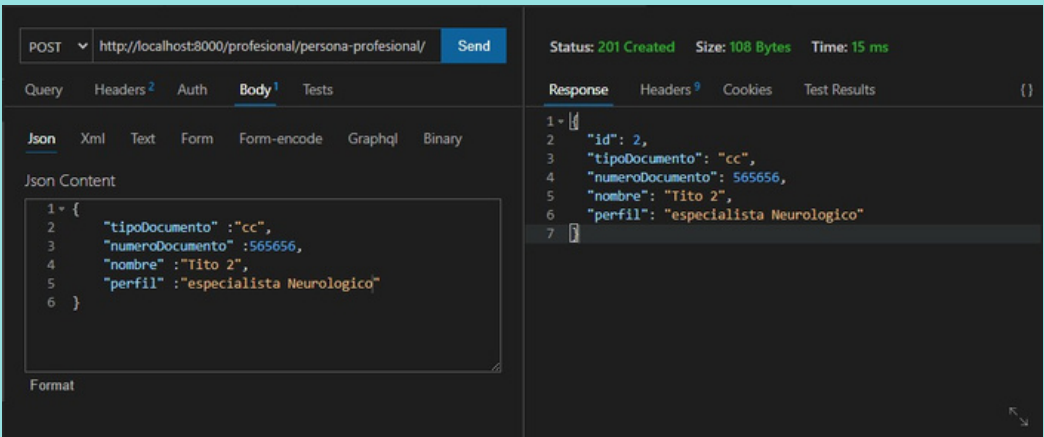 POST http://localhost:8000/profesional/persona-profesional/ Send
Query Headers 2 Auth Body 1 Tests
Json Xml Text Form Form-encode Graphql Binary
Json Content
1 {
2 "tipoDocumento" :"cc",
3 "numeroDocumento" :565656,
4 "nombre" :"Tito 2",
5 "perfil" :"especialista Neurologico"
6 }
Format
Status: 201 Created Size: 108 Bytes Time: 15 ms
Response Headers 9 Cookies Test Results {}
1 {
2 "id": 2,
3 "tipoDocumento": "cc",
4 "numeroDocumento": 565656,
5 "nombre": "Tito 2",
6 "perfil": "especialista Neurologico"
7 }